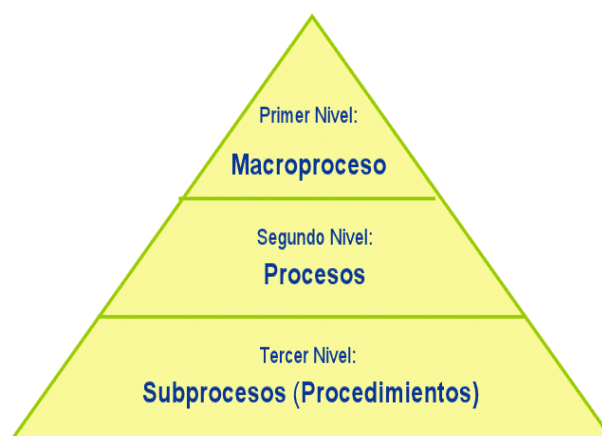 Primer Nivel:
Macroproceso
Segundo Nivel:
Procesos
Tercer Nivel:
Subprocesos (Procedimientos)